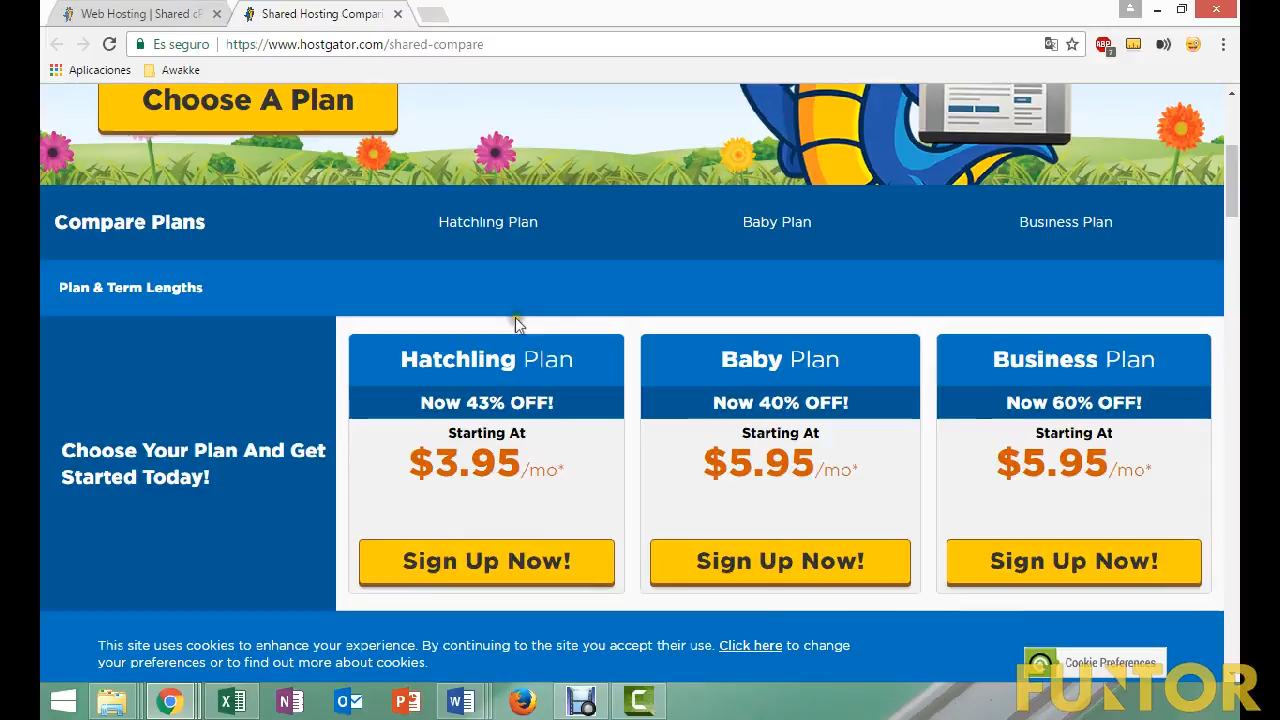 Web Hosting | Shared cP
Shared Hosting Compari
Es seguro
https://www.hostgator.com/shared-compare
ABP
7
Aplicaciones
Awakke
Choose A Plan
Compare Plans
Hatchling Plan
Baby Plan
Business Plan
Plan & Term Lengths
Choose Your Plan And Get
Started Today!
Hatchling Plan
Now 43% OFF!
Starting At
$3.95/mo*
Sign Up Now!
Baby Plan
Now 40% OFF!
Starting At
$5.95/mo*
Sign Up Now!
Business Plan
Now 60% OFF!
Starting At
$5.95/mo*
Sign Up Now!
This site uses cookies to enhance your experience. By continuing to the site you accept their use. Click here to change
your preferences or to find out more about cookies.
Cookie Preferences
FUNTOR